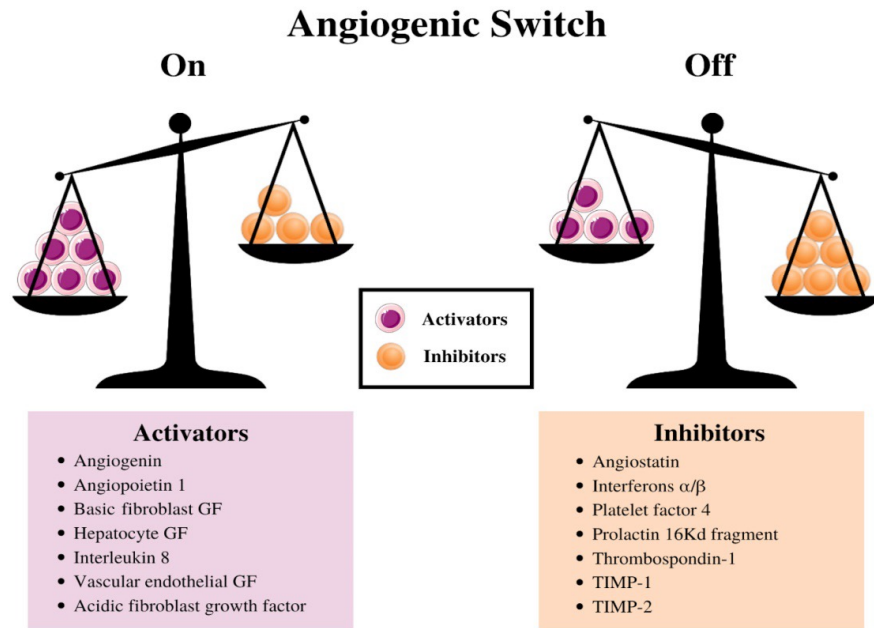 Angiogenic Switch
On
Off
Activators
Inhibitors
Activators
• Angiogenin
• Angiopoietin 1
• Basic fibroblast GF
• Hepatocyte GF
• Interleukin 8
• Vascular endothelial GF
• Acidic fibroblast growth factor
Inhibitors
• Angiostatin
• Interferons α/β
• Platelet factor 4
• Prolactin 16Kd fragment
• Thrombospondin-1
• TIMP-1
• TIMP-2